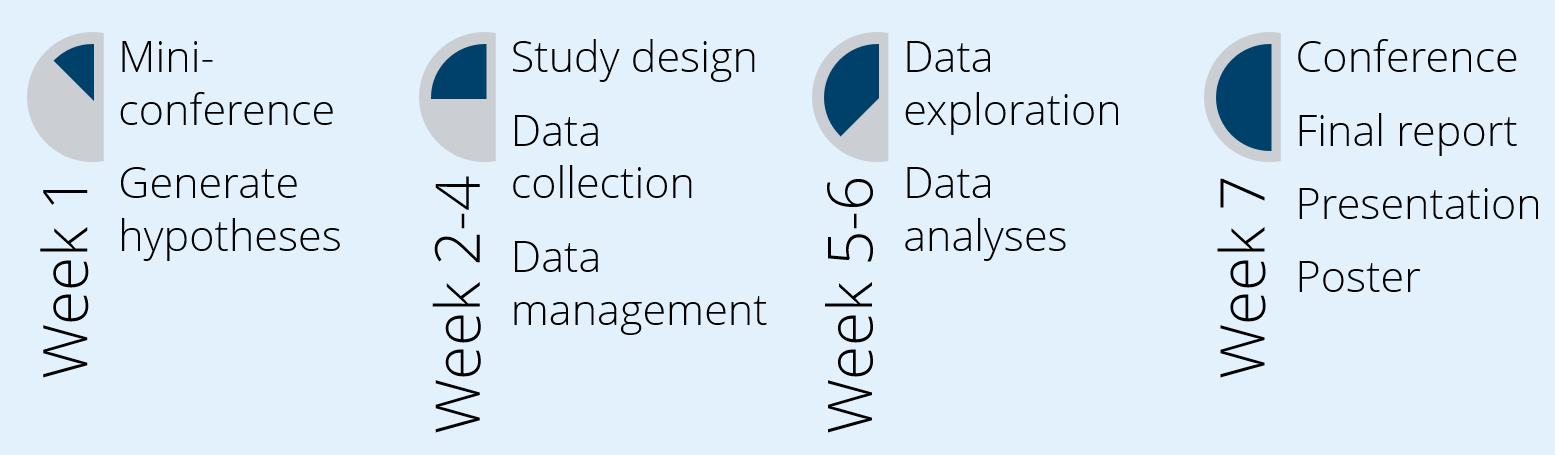 Week 1
Mini-
conference
Generate
hypotheses
Week 2-4
Study design
Data
collection
Data
management
Week 5-6
Data
exploration
Data
analyses
Week 7
Conference
Final report
Presentation
Poster